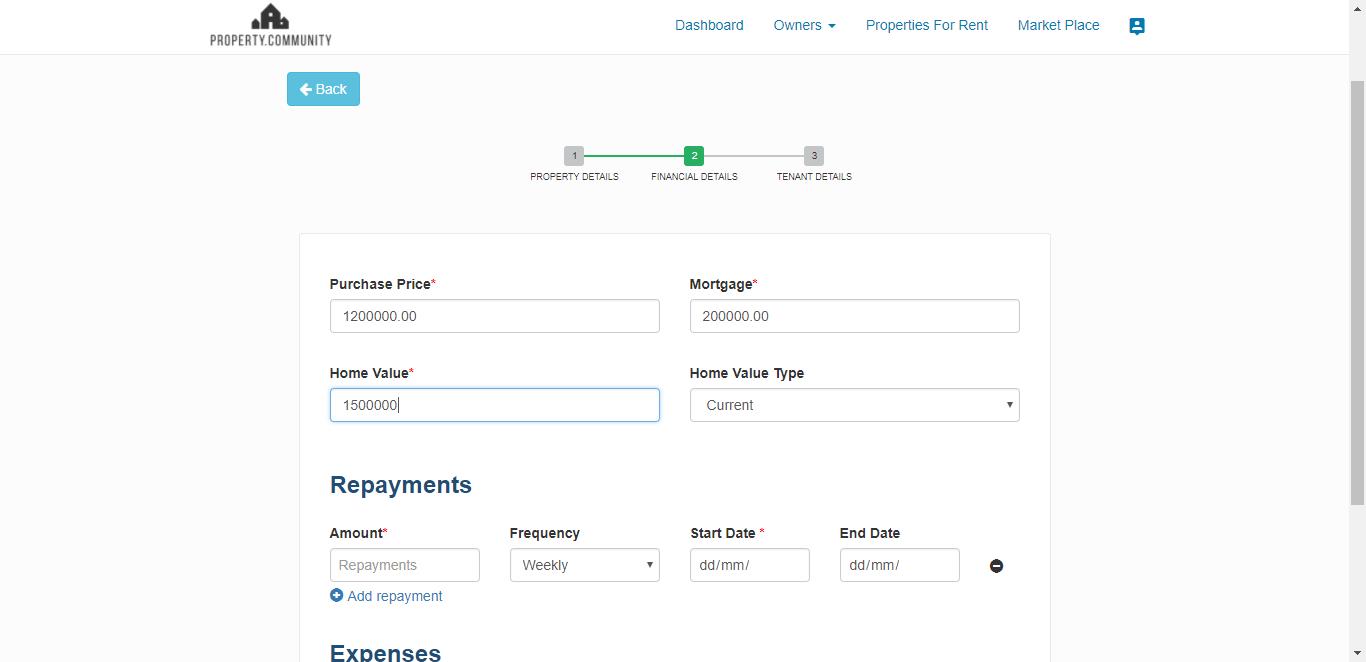 PROPERTY.COMMUNITY
Dashboard Owners Properties For Rent Market Place
Back
1 2 3
PROPERTY DETAILS FINANCIAL DETAILS TENANT DETAILS
Purchase Price* Mortgage*
1200000.00 200000.00
Home Value* Home Value Type
1500000 Current
Repayments
Amount* Frequency Start Date * End Date
Repayments Weekly dd/mm/ dd/mm/
Add repayment
Expenses